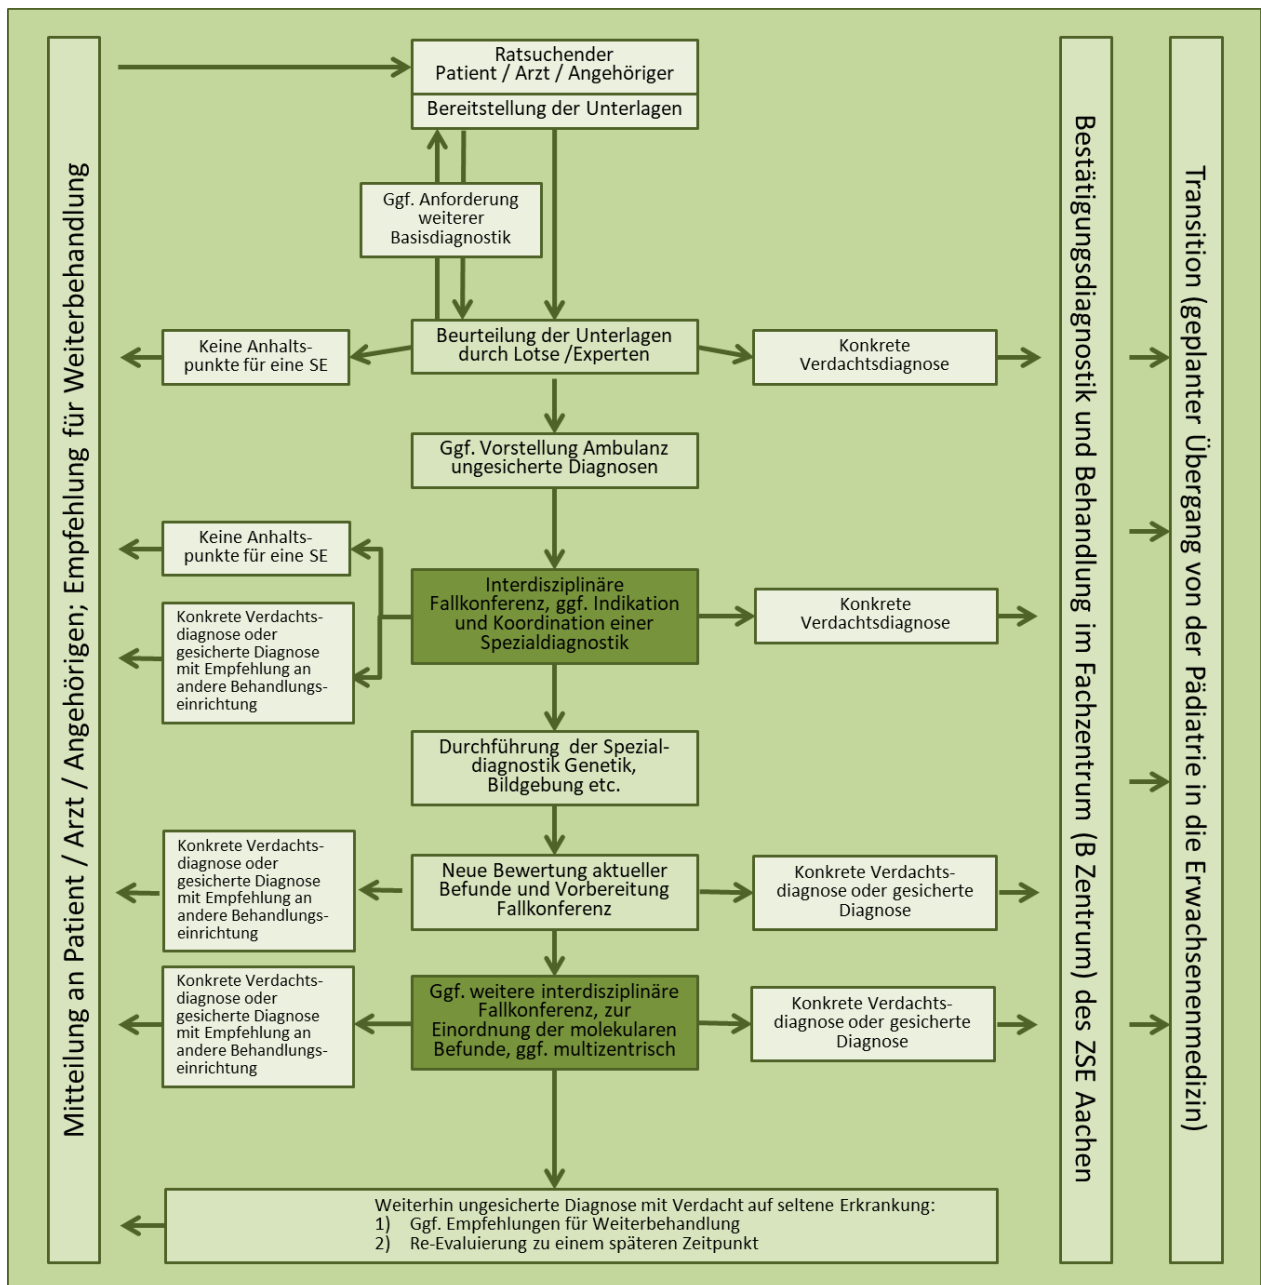 Mitteilung an Patient / Arzt / Angehörigen; Empfehlung für Weiterbehandlung
Ratsuchender
Patient / Arzt / Angehöriger
Bereitstellung der Unterlagen
Ggf. Anforderung
weiterer
Basisdiagnostik
Keine Anhalts-
punkte für eine SE
Beurteilung der Unterlagen
durch Lotse /Experten
Konkrete
Verdachtsdiagnose
Ggf. Vorstellung Ambulanz
ungesicherte Diagnosen
Keine Anhalts-
punkte für eine SE
Konkrete Verdachts-
diagnose oder
gesicherte Diagnose
mit Empfehlung an
andere Behandlungs-
einrichtung
Interdisziplinäre
Fallkonferenz, ggf. Indikation
und Koordination einer
Spezialdiagnostik
Konkrete
Verdachtsdiagnose
Durchführung der Spezial-
diagnostik Genetik,
Bildgebung etc.
Konkrete Verdachts-
diagnose oder
gesicherte Diagnose
mit Empfehlung an
andere Behandlungs-
einrichtung
Neue Bewertung aktueller
Befunde und Vorbereitung
Fallkonferenz
Konkrete Verdachts-
diagnose oder gesicherte
Diagnose
Konkrete Verdachts-
diagnose oder
gesicherte Diagnose
mit Empfehlung an
andere Behandlungs-
einrichtung
Ggf. weitere interdisziplinäre
Fallkonferenz, zur
Einordnung der molekularen
Befunde, ggf. multizentrisch
Konkrete Verdachts-
diagnose oder gesicherte
Diagnose
Weiterhin ungesicherte Diagnose mit Verdacht auf seltene Erkrankung:
1) Ggf. Empfehlungen für Weiterbehandlung
2) Re-Evaluierung zu einem späteren Zeitpunkt
Bestätigungsdiagnostik und Behandlung im Fachzentrum (B Zentrum) des ZSE Aachen
Transition (geplanter Übergang von der Pädiatrie in die Erwachsenenmedizin)